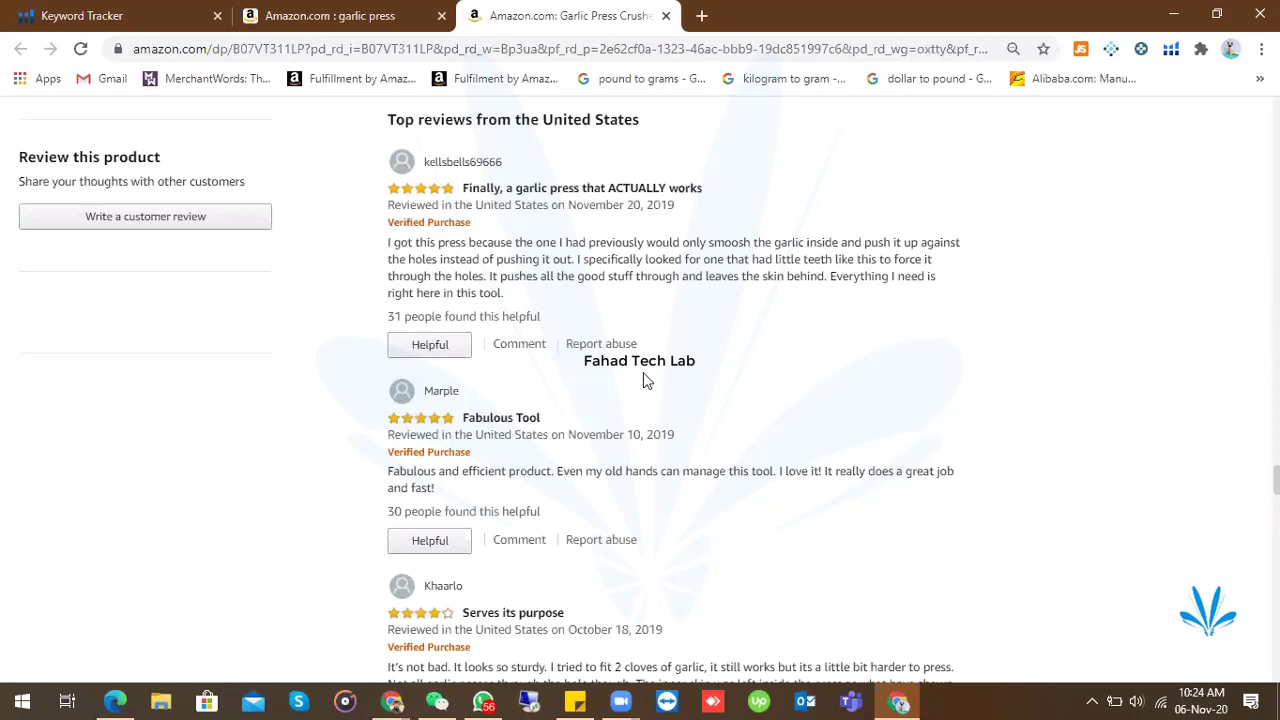 Keyword Tracker
Amazon.com : garlic press
Amazon.com: Garlic Press Crushe
amazon.com/dp/B07VT311LP?pd_rd_i=B07VT311LP&pd_rd_w=Bp3ua&pf_rd_p=2e62cf0a-1323-46ac-bbb9-19dc851997c6&pd_rd_wg=oxtty&pf_r...
Apps
Gmail
MerchantWords: Th...
Fulfillment by Amaz...
Fulfilment by Amaz...
pound to grams - G...
kilogram to gram -...
dollar to pound - G...
Alibaba.com: Manu...
»
Top reviews from the United States
Review this product
Share your thoughts with other customers
Write a customer review
kellsbells69666
Finally, a garlic press that ACTUALLY works
Reviewed in the United States on November 20, 2019
Verified Purchase
I got this press because the one I had previously would only smoosh the garlic inside and push it up against
the holes instead of pushing it out. I specifically looked for one that had little teeth like this to force it
through the holes. It pushes all the good stuff through and leaves the skin behind. Everything I need is
right here in this tool.
31 people found this helpful
Helpful
Comment
Report abuse
Fahad Tech Lab
Marple
Fabulous Tool
Reviewed in the United States on November 10, 2019
Verified Purchase
Fabulous and efficient product. Even my old hands can manage this tool. I love it! It really does a great job
and fast!
30 people found this helpful
Helpful
Comment
Report abuse
Khaarlo
Serves its purpose
Reviewed in the United States on October 18, 2019
Verified Purchase
It's not bad. It looks so sturdy. I tried to fit 2 cloves of garlic, it still works but its a little bit harder to press.
56
10:24 AM
06-Nov-20